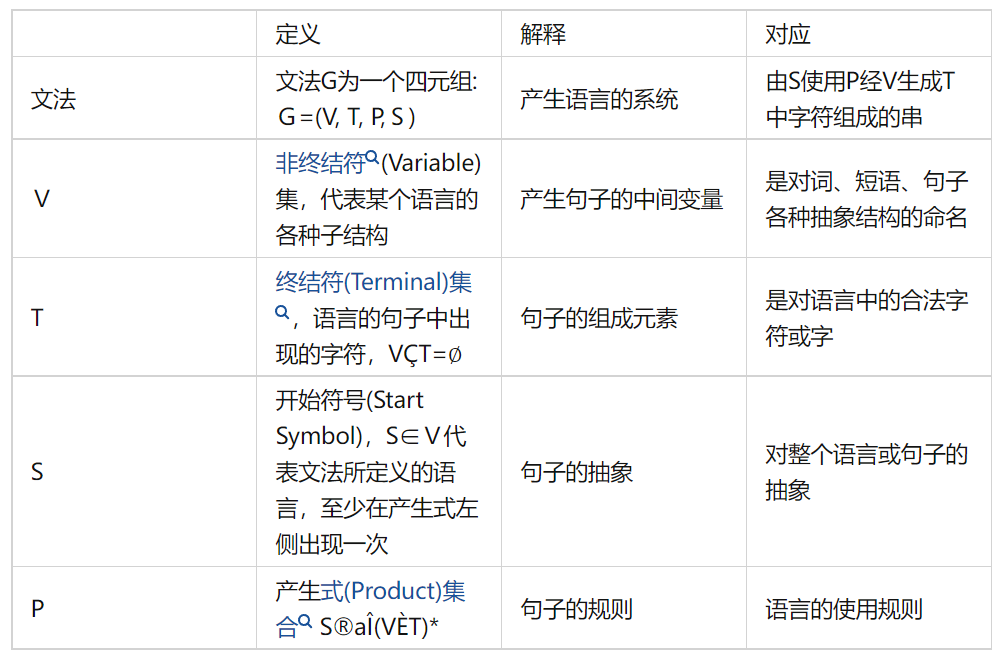 定义
解释
对应
文法
文法G为一个四元组:
G =(V, T, P, S )
产生语言的系统
由S使用P经V生成T
中字符组成的串
V
非终结符(Variable)
集，代表某个语言的
各种子结构
产生句子的中间变量
是对词、短语、句子
各种抽象结构的命名
T
终结符(Terminal)集
，语言的句子中出
现的字符，VÇT=∅
句子的组成元素
是对语言中的合法字
符或字
S
开始符号(Start
Symbol)，S∈V代
表文法所定义的语
言，至少在产生式左
侧出现一次
句子的抽象
对整个语言或句子的
抽象
P
产生式(Product)集
合 S®aÎ(VÈT)*
句子的规则
语言的使用规则